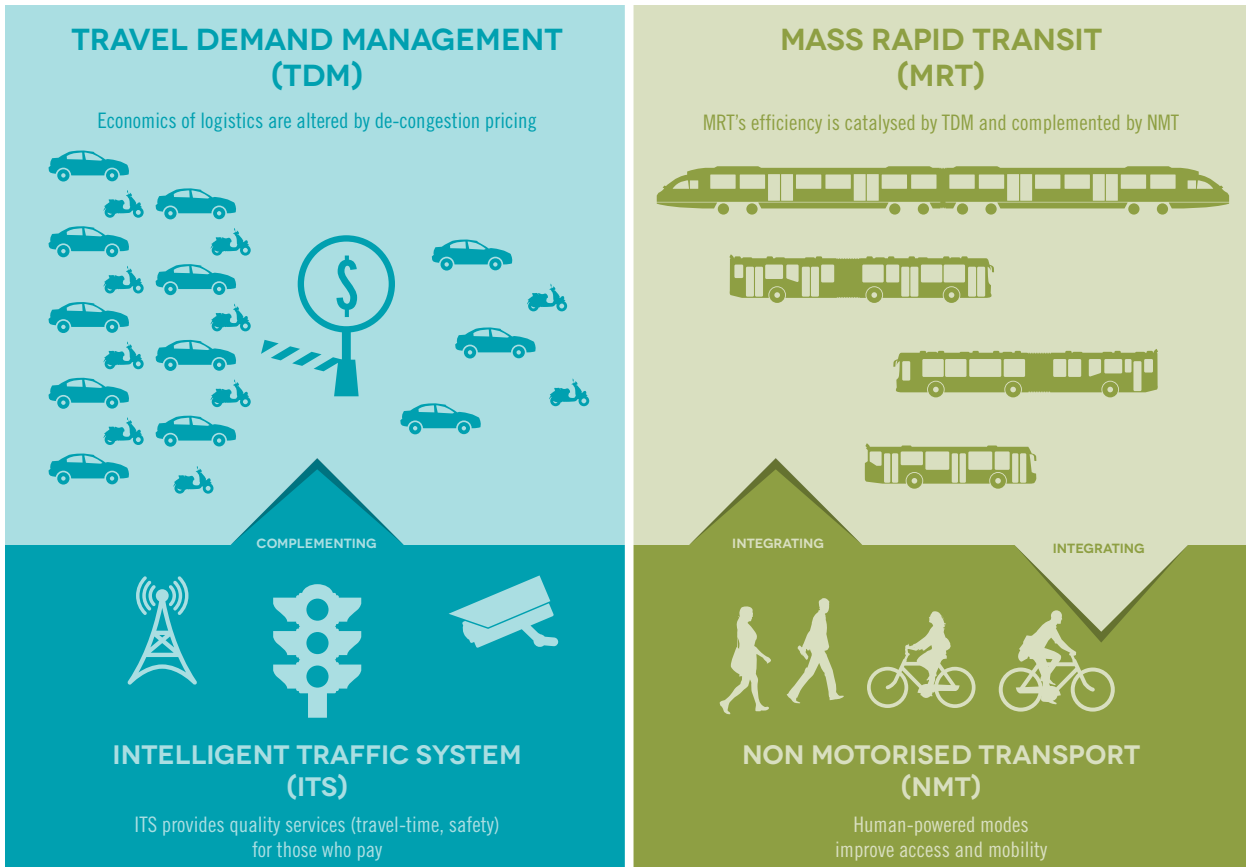 TRAVEL DEMAND MANAGEMENT
(TDM)
Economics of logistics are altered by de-congestion pricing
$
COMPLEMENTING
INTELLIGENT TRAFFIC SYSTEM
(ITS)
ITS provides quality services (travel-time, safety)
for those who pay
MASS RAPID TRANSIT
(MRT)
MRT's efficiency is catalysed by TDM and complemented by NMT
INTEGRATING
INTEGRATING
NON MOTORISED TRANSPORT
(NMT)
Human-powered modes
improve access and mobility